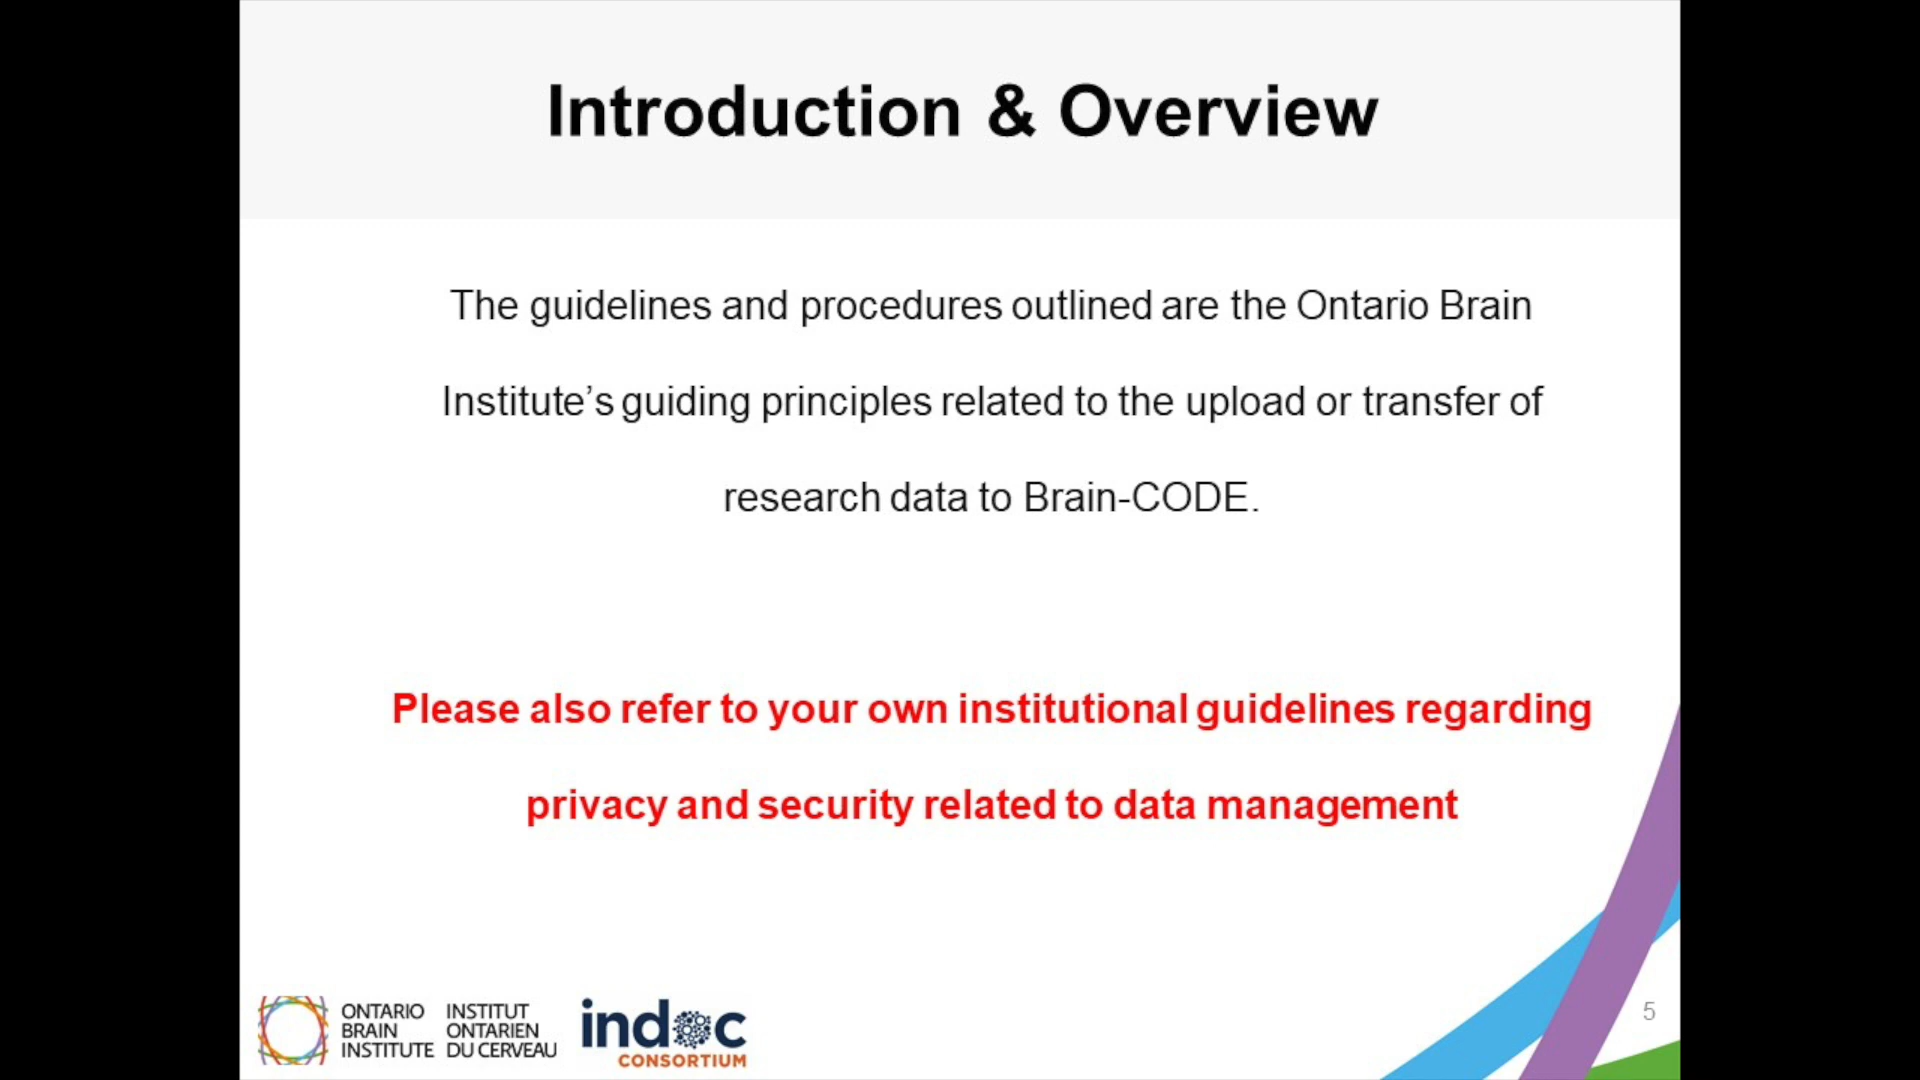 Introduction & Overview
The guidelines and procedures outlined are the Ontario Brain
Institute’s guiding principles related to the upload or transfer of
research data to Brain-CODE.
Please also refer to your own institutional guidelines regarding
privacy and security related to data management
ONTARIO
BRAIN
INSTITUTE
INSTITUT
ONTARIEN
DU CERVEAU
indoc
CONSORTIUM
5